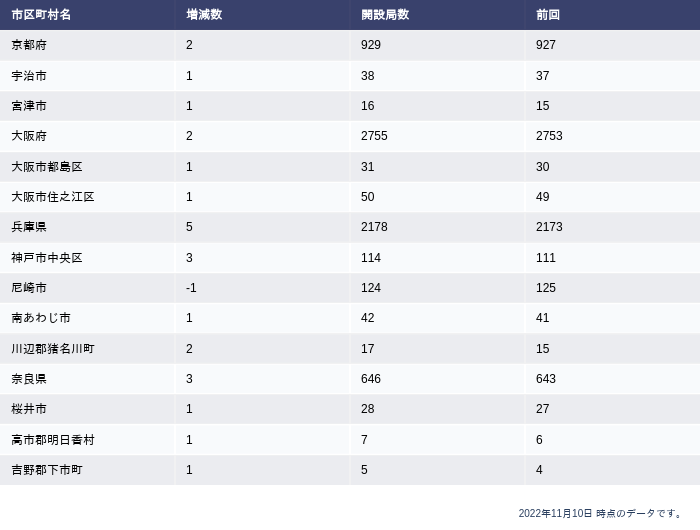 市区町村名 増減数 開設局数 前回
京都府 2 929 927
宇治市 1 38 37
宮津市 1 16 15
大阪府 2 2755 2753
大阪市都島区 1 31 30
大阪市住之江区 1 50 49
兵庫県 5 2178 2173
神戸市中央区 3 114 111
尼崎市 -1 124 125
南あわじ市 1 42 41
川辺郡猪名川町 2 17 15
奈良県 3 646 643
桜井市 1 28 27
高市郡明日香村 1 7 6
吉野郡下市町 1 5 4
2022年11月10日 時点のデータです。